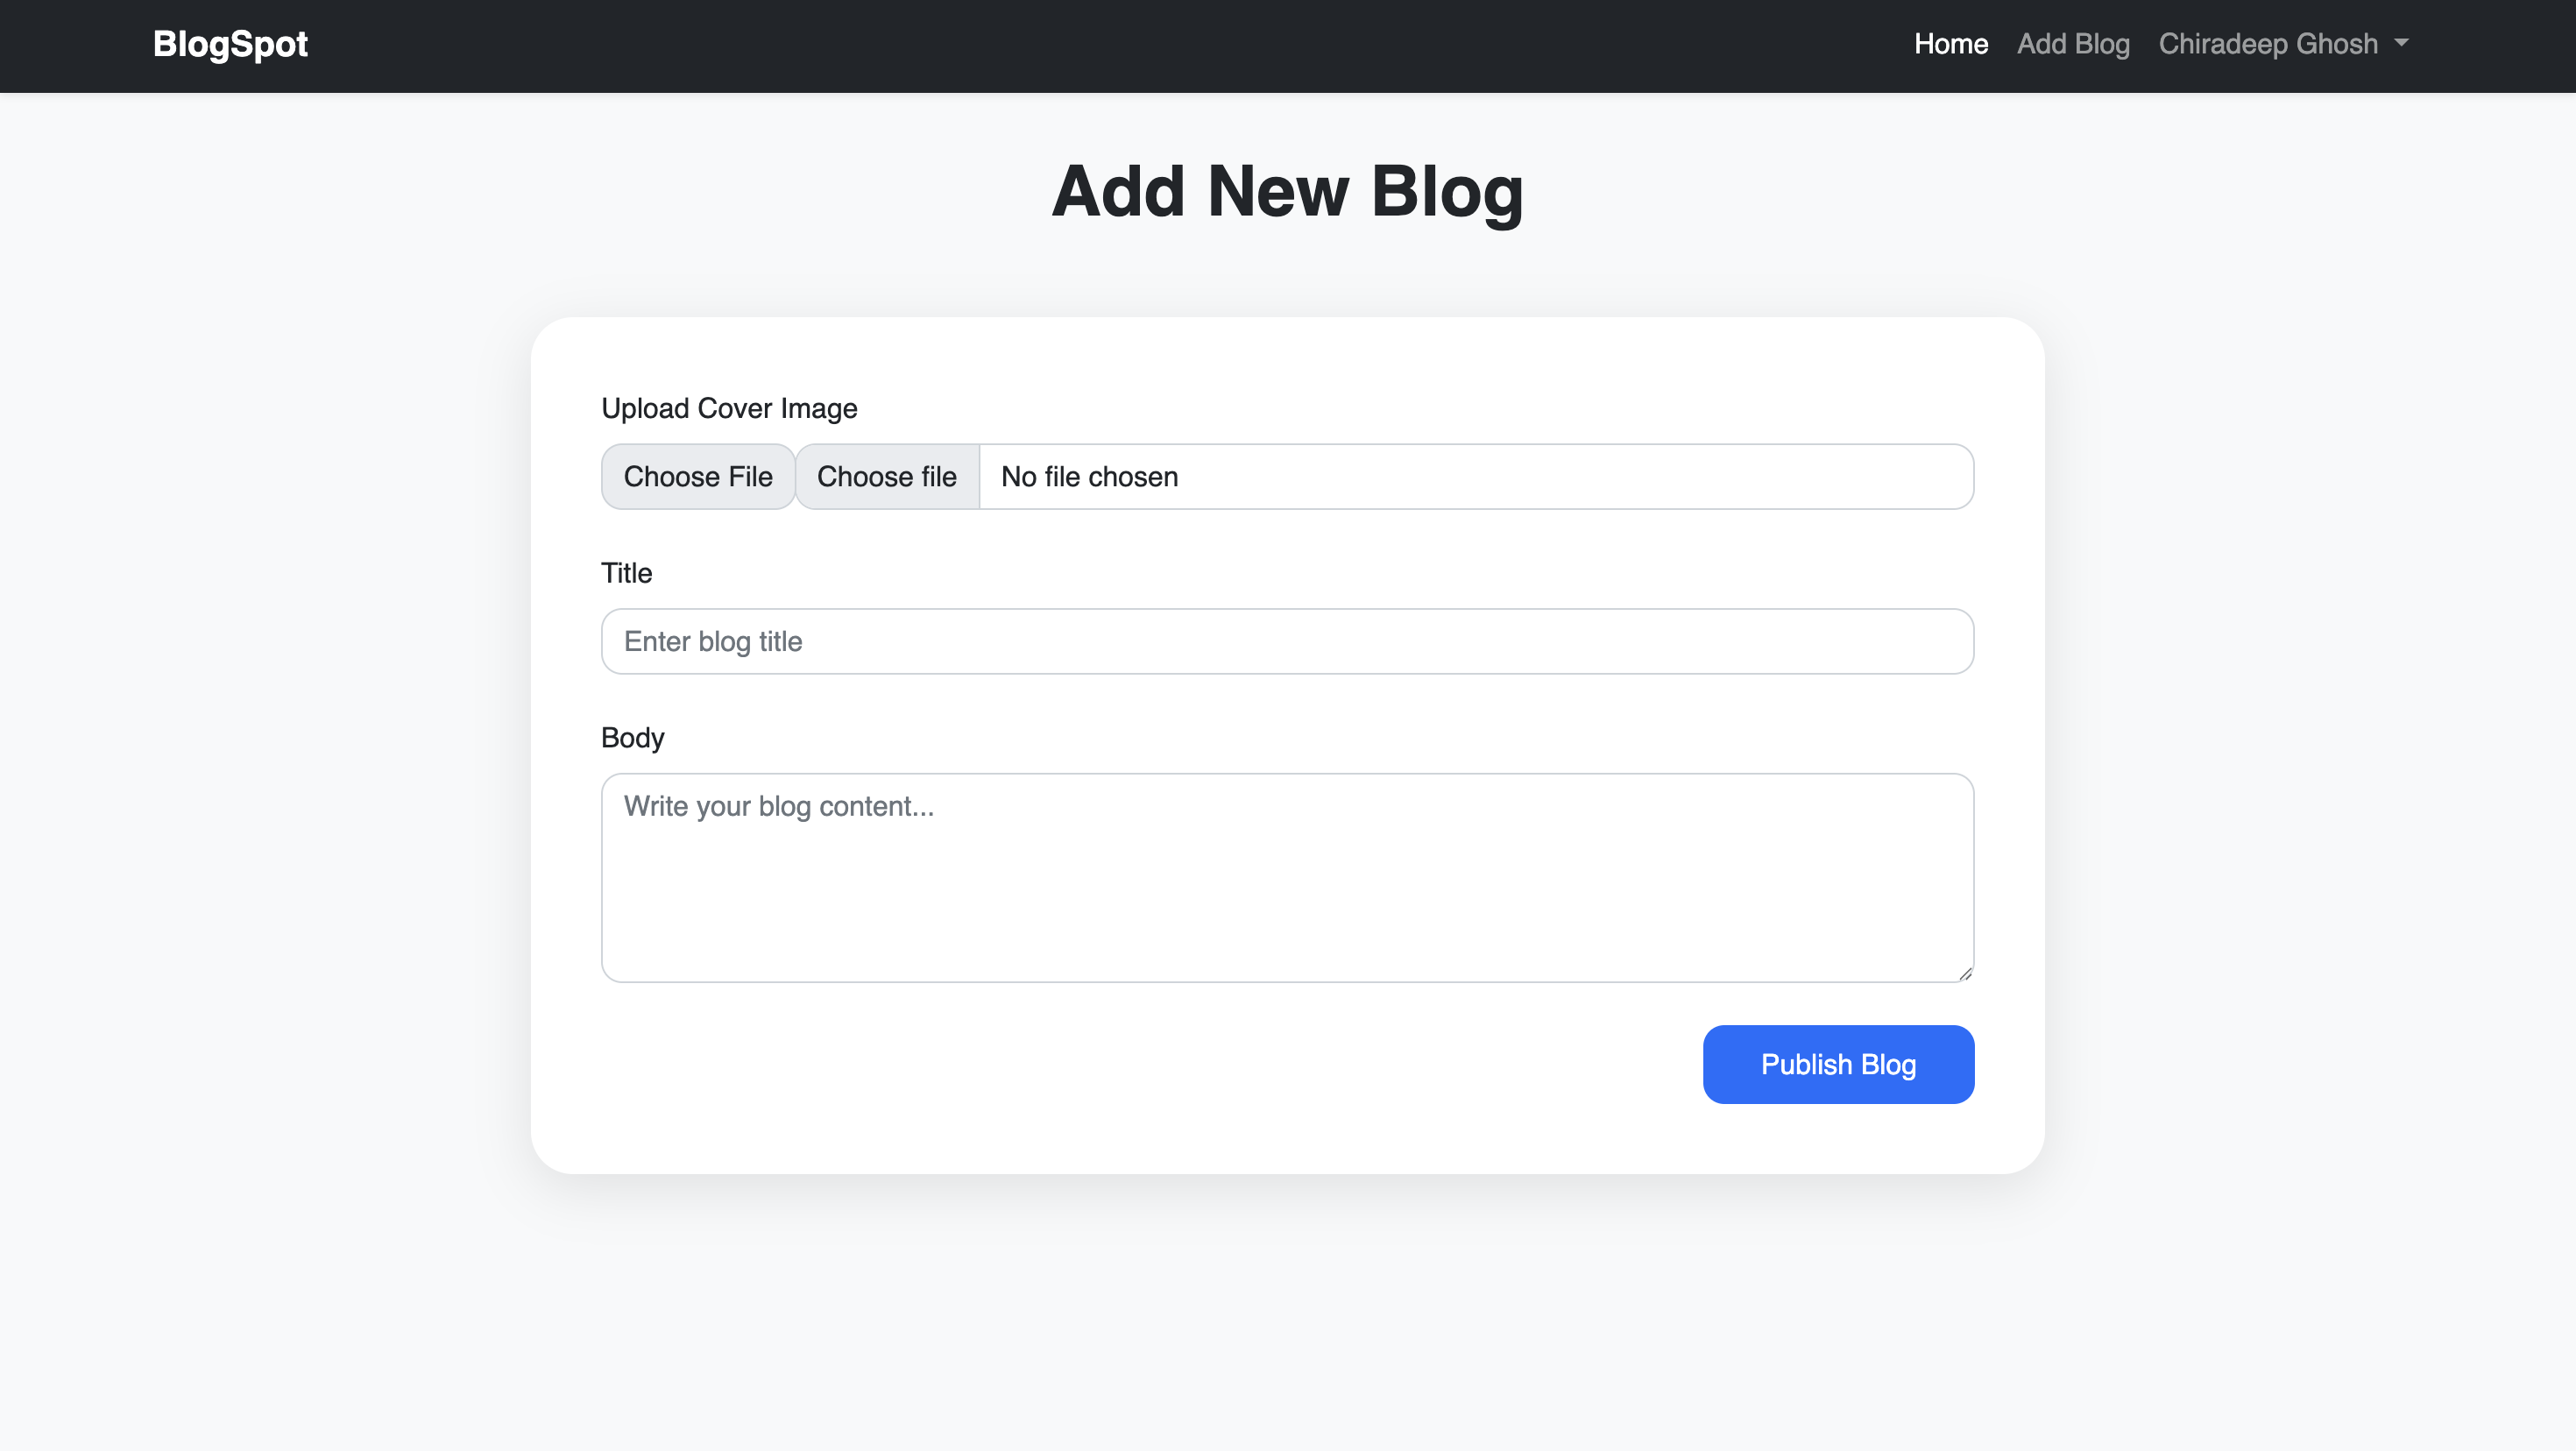 BlogSpot Home Add Blog Chiradeep Ghosh
Add New Blog
Upload Cover Image
Choose File Choose file No file chosen
Title
Enter blog title
Body
Write your blog content...
Publish Blog